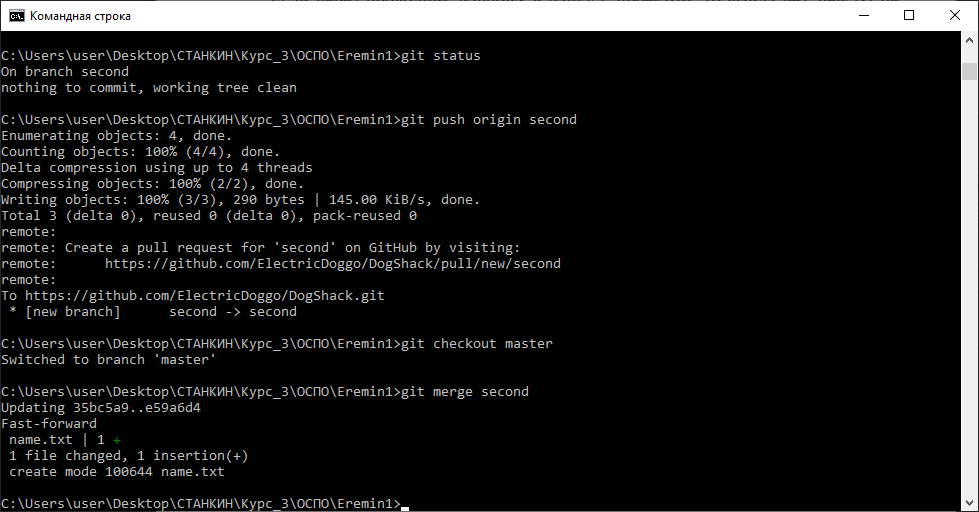 Командная строка
C:\Users\user\Desktop\СТАНКИН\Курс_3\ОСПО\Eremin1>git status
On branch second
nothing to commit, working tree clean
C:\Users\user\Desktop\СТАНКИН\Курс_3\ОСПО\Eremin1>git push origin second
Enumerating objects: 4, done.
Counting objects: 100% (4/4), done.
Delta compression using up to 4 threads
Compressing objects: 100% (2/2), done.
Writing objects: 100% (3/3), 290 bytes | 145.00 KiB/s, done.
Total 3 (delta 0), reused 0 (delta 0), pack-reused 0
remote:
remote: Create a pull request for 'second' on GitHub by visiting:
remote:      https://github.com/ElectricDoggo/DogShack/pull/new/second
remote:
To https://github.com/ElectricDoggo/DogShack.git
 * [new branch]      second -> second
C:\Users\user\Desktop\СТАНКИН\Курс_3\ОСПО\Eremin1>git checkout master
Switched to branch 'master'
C:\Users\user\Desktop\СТАНКИН\Курс_3\ОСПО\Eremin1>git merge second
Updating 35bc5a9..e59a6d4
Fast-forward
 name.txt | 1 +
 1 file changed, 1 insertion(+)
 create mode 100644 name.txt
C:\Users\user\Desktop\СТАНКИН\Курс_3\ОСПО\Eremin1>